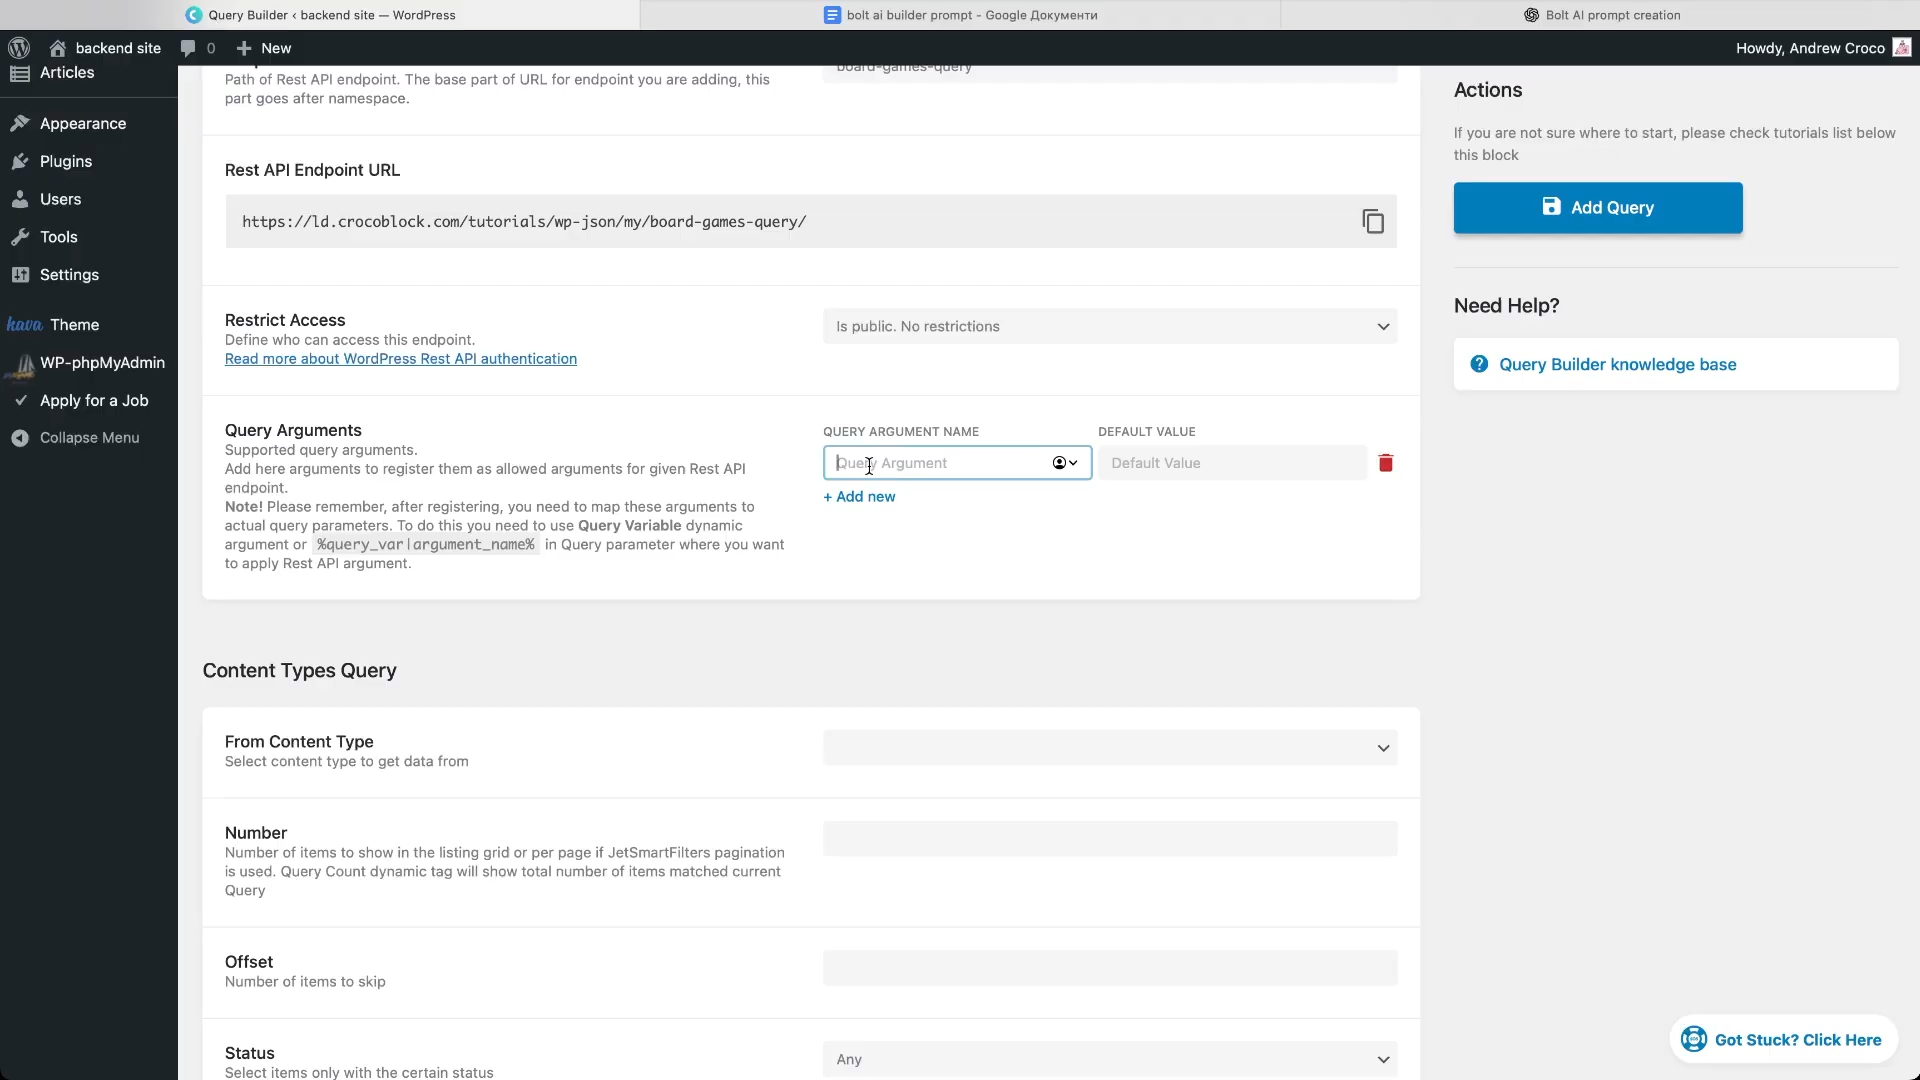 Query Builder ‹ backend site — WordPress
bolt ai builder prompt - Google Документи
Bolt AI prompt creation
backend site
0
New
Howdy, Andrew Croco
Articles
Appearance
Plugins
Users
Tools
Settings
hava Theme
WP-phpMyAdmin
Apply for a Job
Collapse Menu
Path of Rest API endpoint. The base part of URL for endpoint you are adding, this
part goes after namespace.
board-games-query
Rest API Endpoint URL
https://ld.crocoblock.com/tutorials/wp-json/my/board-games-query/
Restrict Access
Define who can access this endpoint.
Read more about WordPress Rest API authentication
Is public. No restrictions
Query Arguments
Supported query arguments.
Add here arguments to register them as allowed arguments for given Rest API
endpoint.
Note! Please remember, after registering, you need to map these arguments to
actual query parameters. To do this you need to use Query Variable dynamic
argument or %query_var|argument_name% in Query parameter where you want
to apply Rest API argument.
QUERY ARGUMENT NAME
DEFAULT VALUE
Query Argument
Default Value
+ Add new
Content Types Query
From Content Type
Select content type to get data from
Number
Number of items to show in the listing grid or per page if JetSmartFilters pagination
is used. Query Count dynamic tag will show total number of items matched current
Query
Offset
Number of items to skip
Status
Select items only with the certain status
Any
Actions
If you are not sure where to start, please check tutorials list below
this block
Add Query
Need Help?
Query Builder knowledge base
Got Stuck? Click Here